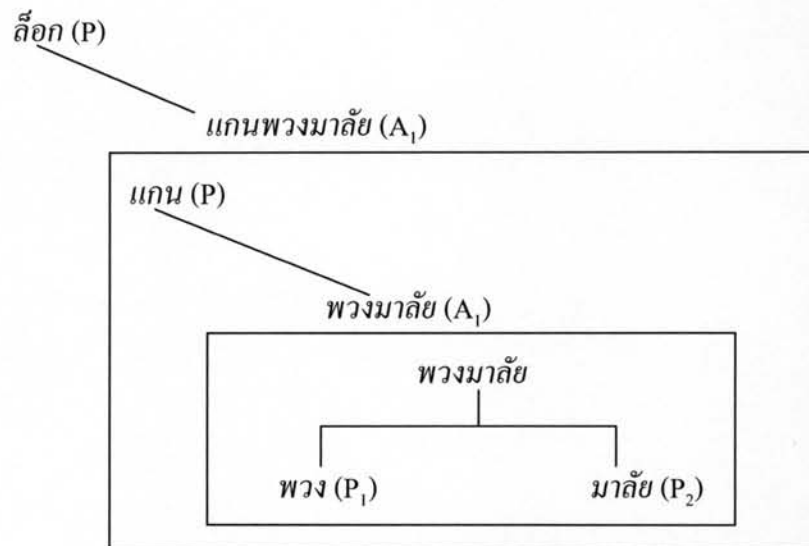 ล็อก (P)
แกนพวงมาลัย (A₁)
แกน (P)
พวงมาลัย (A₁)
พวงมาลัย
พวง (P₁) มาลัย (P₂)